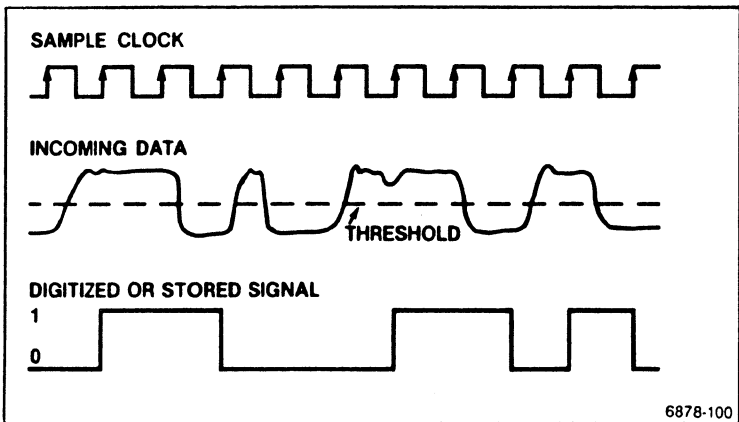 SAMPLE CLOCK
INCOMING DATA
THRESHOLD
DIGITIZED OR STORED SIGNAL
1
0
6878-100